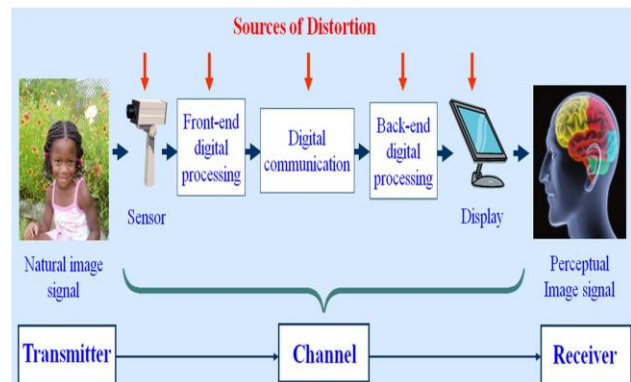 Sources of Distortion
Front-end
digital
processing
Digital
communication
Back-end
digital
processing
Sensor
Display
Natural image
signal
Perceptual
Image signal
Transmitter
Channel
Receiver